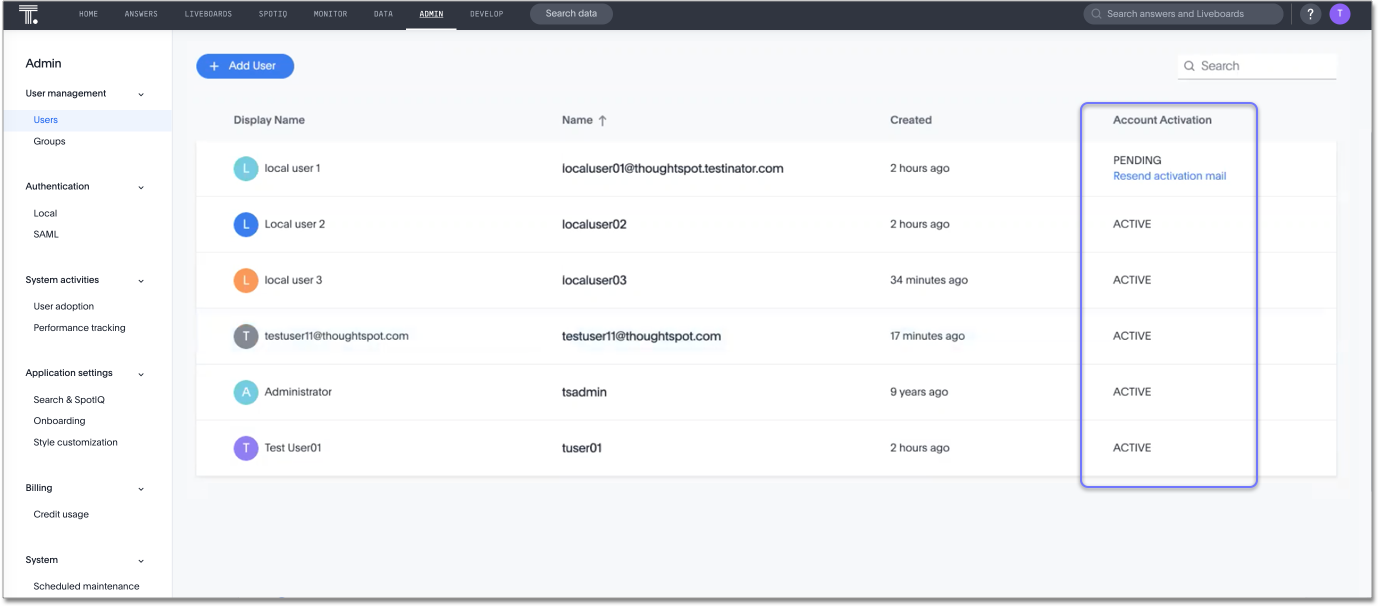 T. HOME ANSWERS LIVEBOARDS SPOTIQ MONITOR DATA ADMIN DEVELOP Search data Search answers and Liveboards ? T
Admin
User management
Users
Groups
Authentication
Local
SAML
System activities
User adoption
Performance tracking
Application settings
Search & SpotIQ
Onboarding
Style customization
Billing
Credit usage
System
Scheduled maintenance
+ Add User Search
Display Name Name ↑ Created Account Activation
L local user 1 localuser01@thoughtspot.testinator.com 2 hours ago PENDING
Resend activation mail
L Local user 2 localuser02 2 hours ago ACTIVE
L local user 3 localuser03 34 minutes ago ACTIVE
T testuser11@thoughtspot.com testuser11@thoughtspot.com 17 minutes ago ACTIVE
A Administrator tsadmin 9 years ago ACTIVE
T Test User01 tuser01 2 hours ago ACTIVE